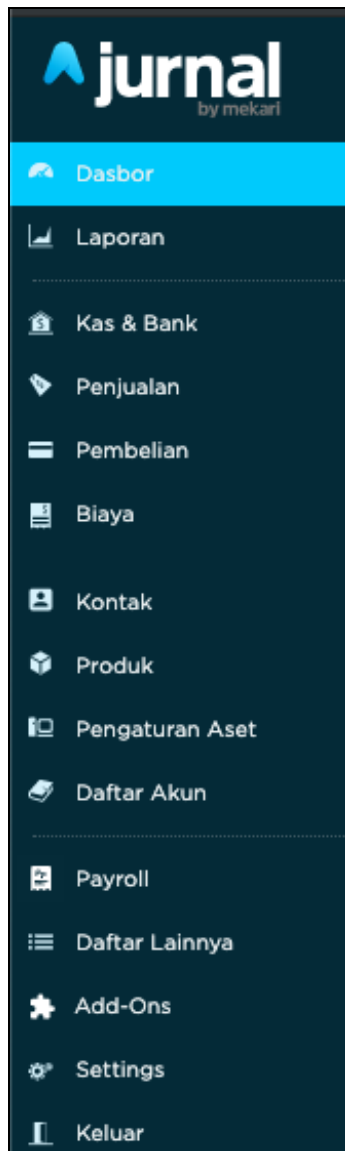 jurnal
by mekari
Dasbor
Laporan
Kas & Bank
Penjualan
Pembelian
Biaya
Kontak
Produk
Pengaturan Aset
Daftar Akun
Payroll
Daftar Lainnya
Add-Ons
Settings
Keluar